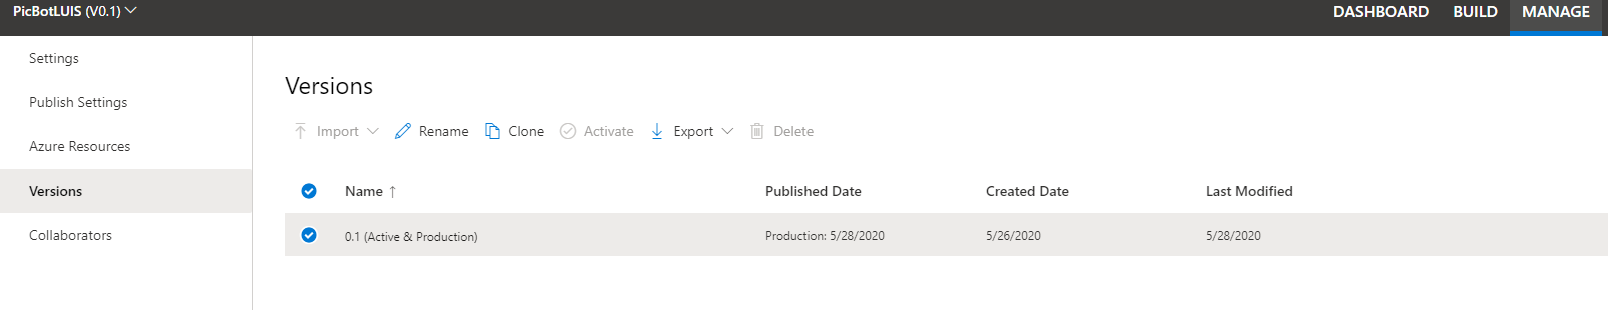 PicBotLUIS (V0.1)
DASHBOARD BUILD MANAGE
Settings
Publish Settings
Azure Resources
Versions
Collaborators
Versions
Import Rename Clone Activate Export Delete
Name ↑ Published Date Created Date Last Modified
0.1 (Active & Production) Production: 5/28/2020 5/26/2020 5/28/2020